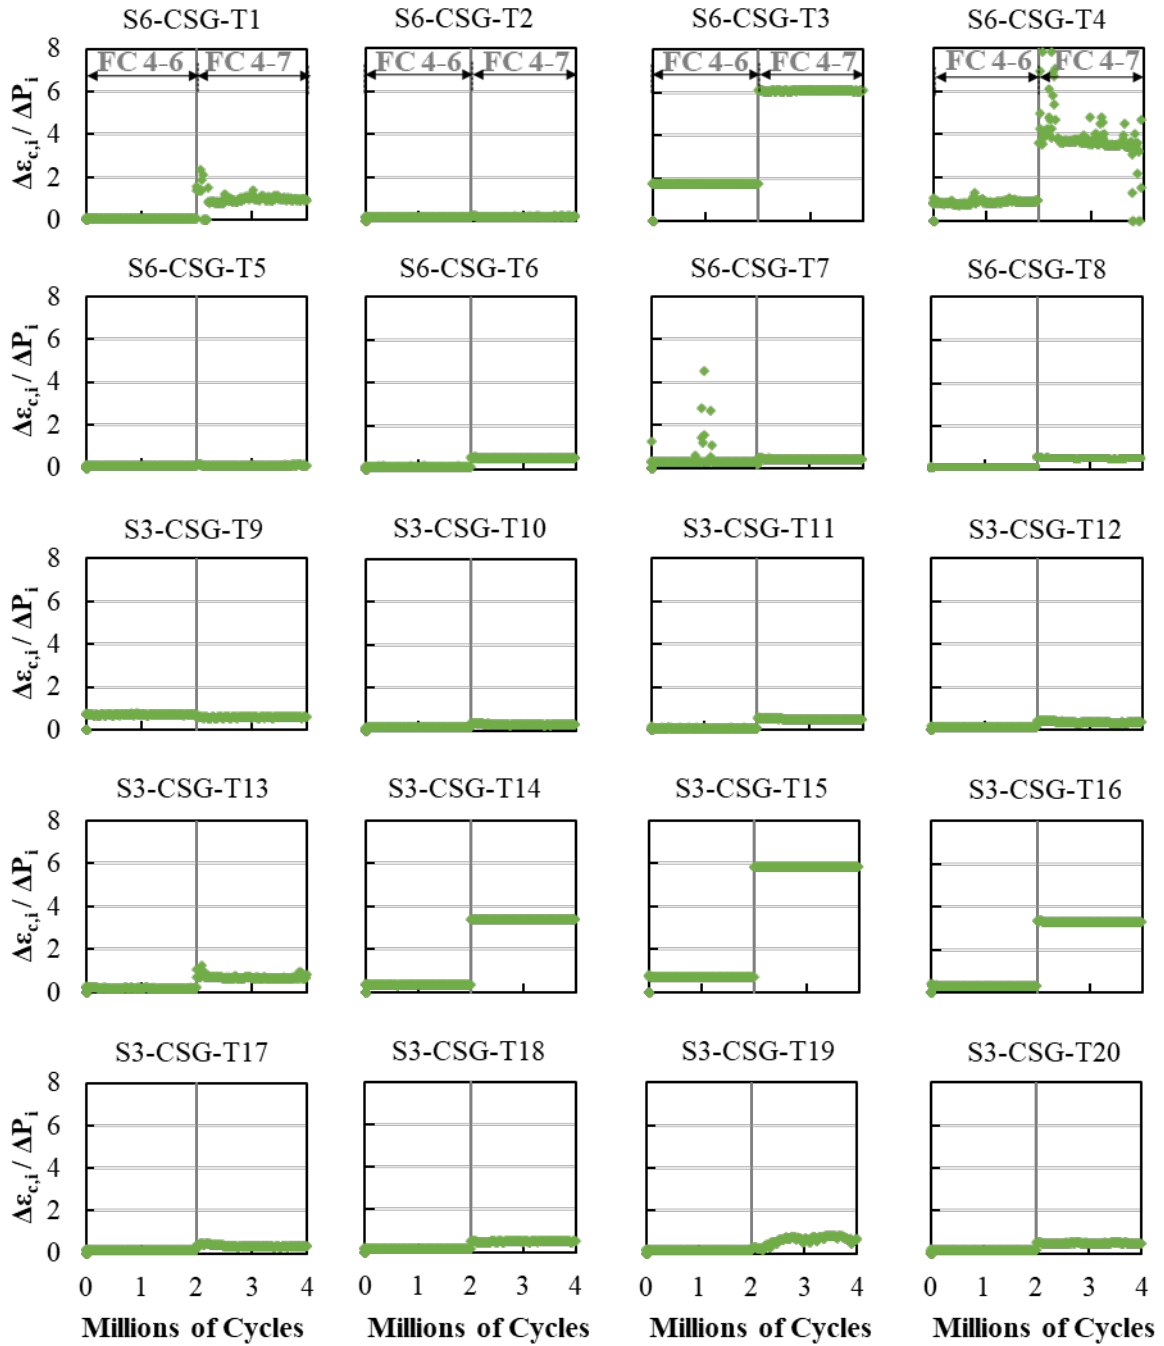 S6-CSG-T1 S6-CSG-T2 S6-CSG-T3 S6-CSG-T4
Δεc,i / ΔPi
8
6
4
2
0
FC 4-6 FC 4-7
FC 4-6 FC 4-7
FC 4-6 FC 4-7
FC 4-6 FC 4-7
S6-CSG-T5 S6-CSG-T6 S6-CSG-T7 S6-CSG-T8
Δεc,i / ΔPi
8
6
4
2
0
S3-CSG-T9 S3-CSG-T10 S3-CSG-T11 S3-CSG-T12
Δεc,i / ΔPi
8
6
4
2
0
S3-CSG-T13 S3-CSG-T14 S3-CSG-T15 S3-CSG-T16
Δεc,i / ΔPi
8
6
4
2
0
S3-CSG-T17 S3-CSG-T18 S3-CSG-T19 S3-CSG-T20
Δεc,i / ΔPi
8
6
4
2
0
0 1 2 3 4 0 1 2 3 4 0 1 2 3 4 0 1 2 3 4
Millions of Cycles Millions of Cycles Millions of Cycles Millions of Cycles